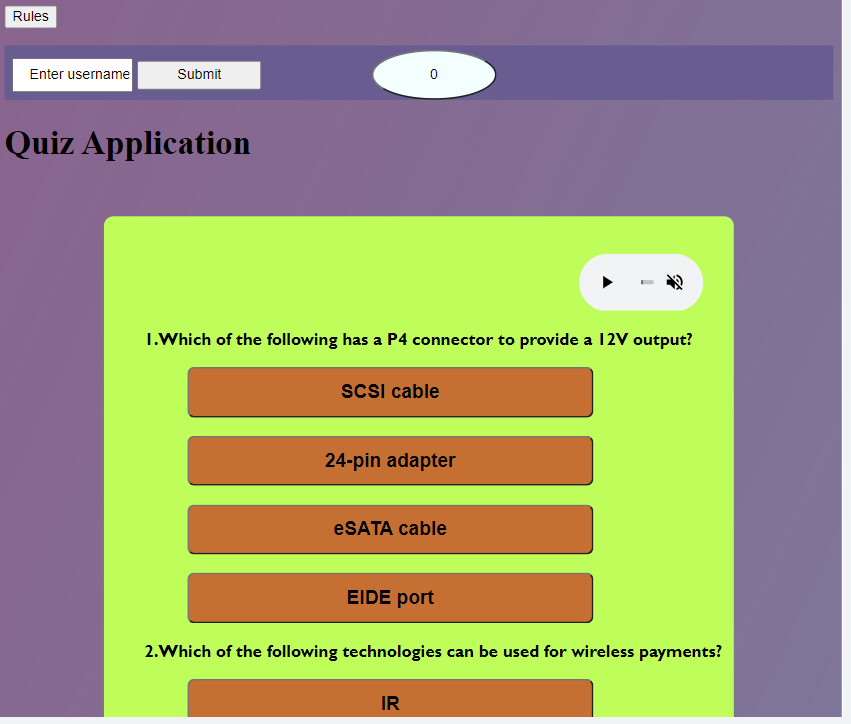 Rules
Enter username Submit 0
Quiz Application
1.Which of the following has a P4 connector to provide a 12V output?
SCSI cable
24-pin adapter
eSATA cable
EIDE port
2.Which of the following technologies can be used for wireless payments?
IR